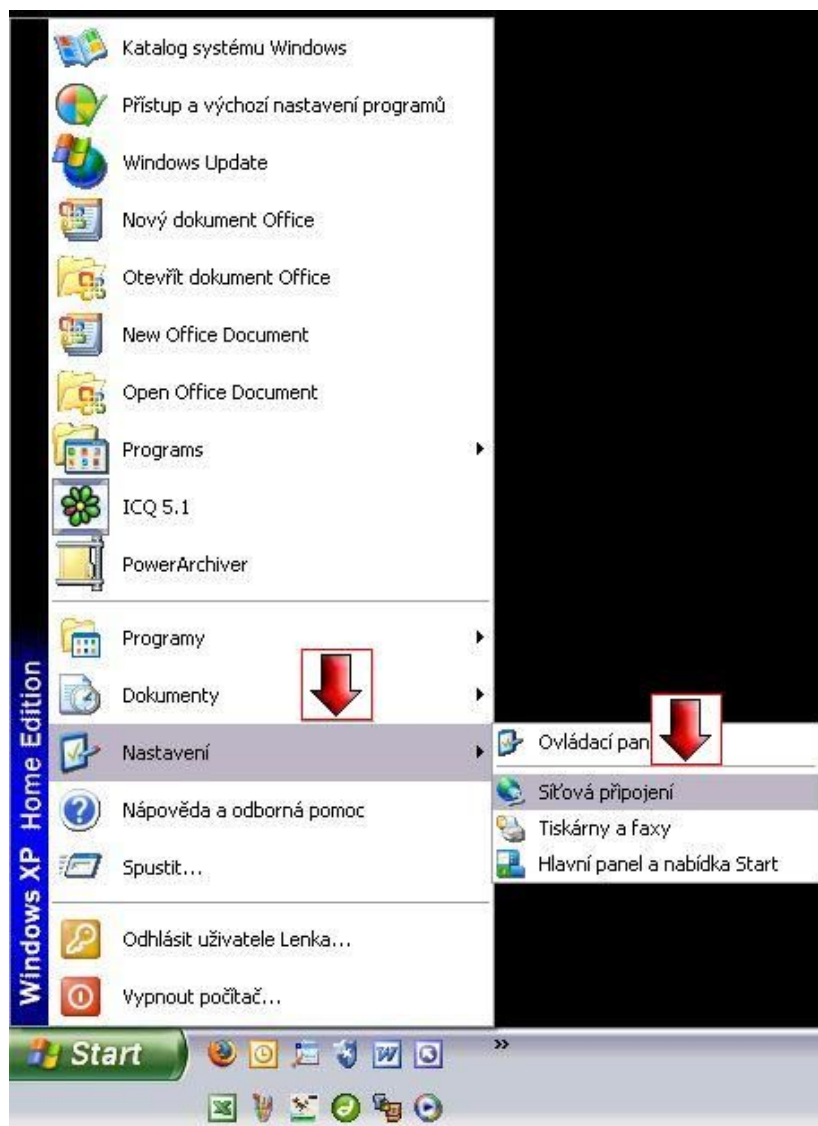 Katalog systému Windows
Přístup a výchozí nastavení programů
Windows Update
Nový dokument Office
Otevřít dokument Office
New Office Document
Open Office Document
Programs
ICQ 5.1
PowerArchiver
Programy
Dokumenty
Nastavení
Nápověda a odborná pomoc
Spustit...
Odhlásit uživatele Lenka...
Vypnout počítač...
Ovládací pan
Síťová připojení
Tiskárny a faxy
Hlavní panel a nabídka Start
Windows XP Home Edition
Start
»